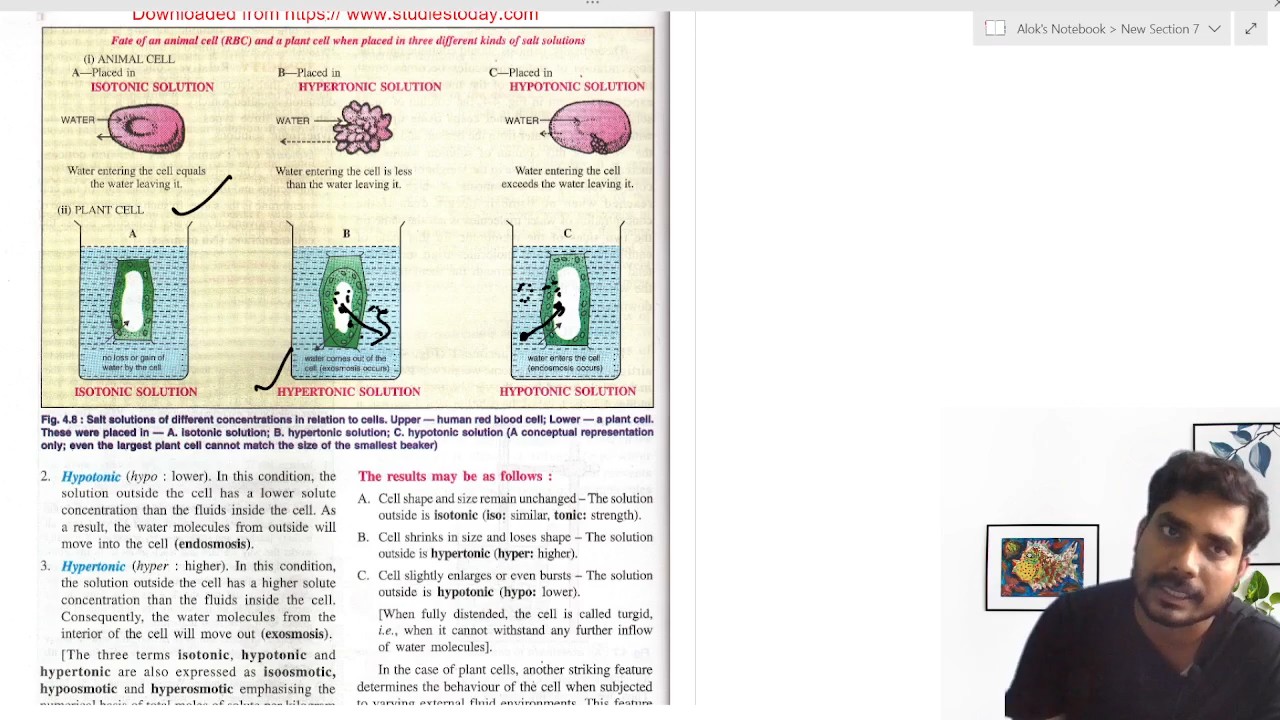 Downloaded from https:// www.studiestoday.com
Alok's Notebook > New Section 7
Fate of an animal cell (RBC) and a plant cell when placed in three different kinds of salt solutions
(i) ANIMAL CELL
A—Placed in
ISOTONIC SOLUTION
B—Placed in
HYPERTONIC SOLUTION
C—Placed in
HYPOTONIC SOLUTION
WATER
WATER
WATER
Water entering the cell equals
the water leaving it.
Water entering the cell is less
than the water leaving it.
Water entering the cell
exceeds the water leaving it.
(ii) PLANT CELL
A
B
C
no loss or gain of
water by the cell
water comes out of the
cell (exosmosis occurs)
water enters the cell
(endosmosis occurs)
ISOTONIC SOLUTION
HYPERTONIC SOLUTION
HYPOTONIC SOLUTION
Fig. 4.8 : Salt solutions of different concentrations in relation to cells. Upper — human red blood cell; Lower — a plant cell.
These were placed in — A. isotonic solution; B. hypertonic solution; C. hypotonic solution (A conceptual representation
only; even the largest plant cell cannot match the size of the smallest beaker)
2. Hypotonic (hypo : lower). In this condition, the
solution outside the cell has a lower solute
concentration than the fluids inside the cell. As
a result, the water molecules from outside will
move into the cell (endosmosis).
3. Hypertonic (hyper : higher). In this condition,
the solution outside the cell has a higher solute
concentration than the fluids inside the cell.
Consequently, the water molecules from the
interior of the cell will move out (exosmosis).
[The three terms isotonic, hypotonic and
hypertonic are also expressed as isoosmotic,
hypoosmotic and hyperosmotic emphasising the
numerical basis of total moles of solute per kilogram
The results may be as follows :
A. Cell shape and size remain unchanged – The solution
outside is isotonic (iso: similar, tonic: strength).
B. Cell shrinks in size and loses shape – The solution
outside is hypertonic (hyper: higher).
C. Cell slightly enlarges or even bursts – The solution
outside is hypotonic (hypo: lower).
[When fully distended, the cell is called turgid,
i.e., when it cannot withstand any further inflow
of water molecules].
In the case of plant cells, another striking feature
determines the behaviour of the cell when subjected
to varying external fluid environments. This feature